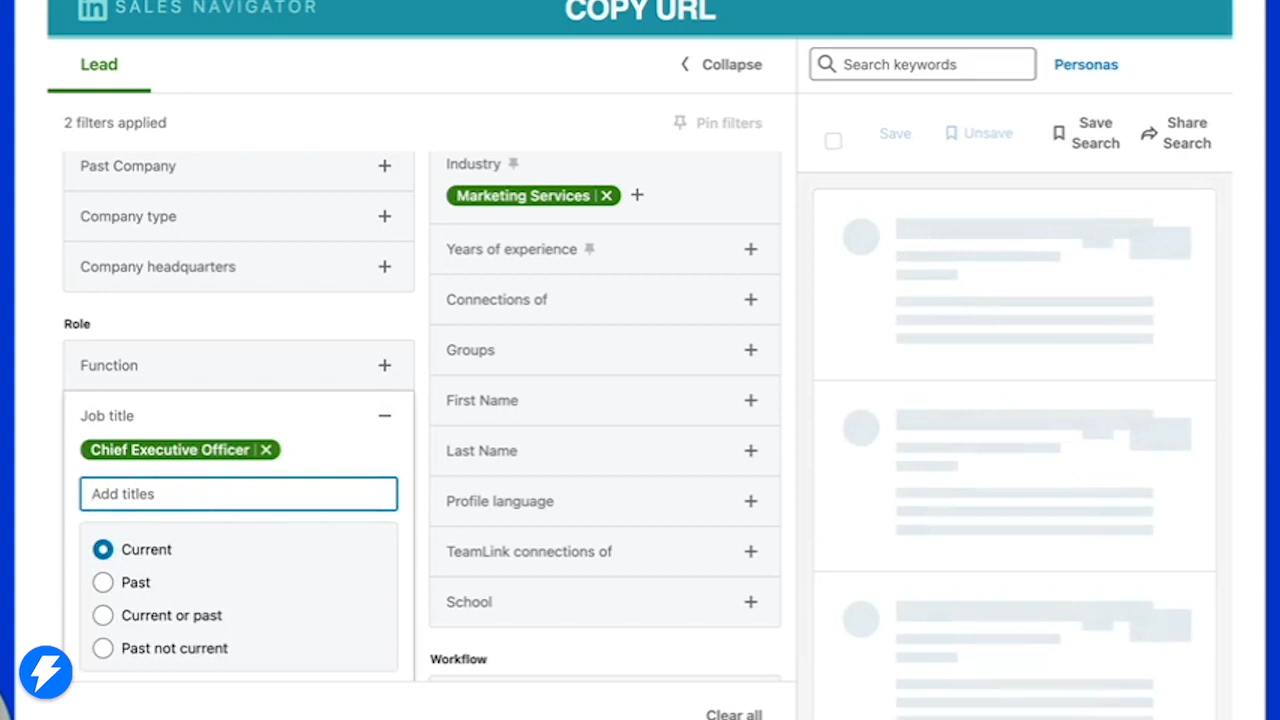 in SALES NAVIGATOR
COPY URL
Lead
Collapse
Search keywords
Personas
2 filters applied
Pin filters
Save
Unsave
Save
Search
Share
Search
Past Company
Company type
Company headquarters
Role
Function
Job title
Chief Executive Officer
Add titles
Current
Past
Current or past
Past not current
Industry
Marketing Services
Years of experience
Connections of
Groups
First Name
Last Name
Profile language
TeamLink connections of
School
Workflow
Clear all